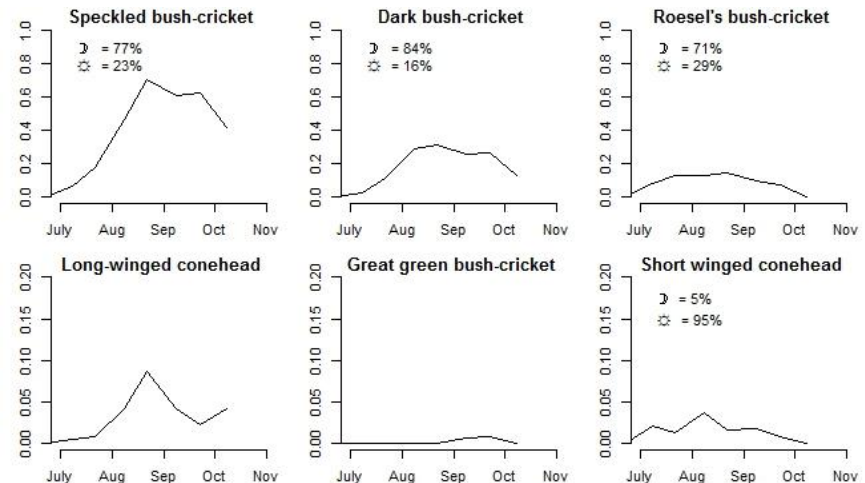 Speckled bush-cricket
☽ = 77%
☼ = 23%
1.0
0.8
0.6
0.4
0.2
0.0
July Aug Sep Oct Nov
Dark bush-cricket
☽ = 84%
☼ = 16%
1.0
0.8
0.6
0.4
0.2
0.0
July Aug Sep Oct Nov
Roesel's bush-cricket
☽ = 71%
☼ = 29%
1.0
0.8
0.6
0.4
0.2
0.0
July Aug Sep Oct Nov
Long-winged conehead
0.20
0.15
0.10
0.05
0.00
July Aug Sep Oct Nov
Great green bush-cricket
0.20
0.15
0.10
0.05
0.00
July Aug Sep Oct Nov
Short winged conehead
☽ = 5%
☼ = 95%
0.20
0.15
0.10
0.05
0.00
July Aug Sep Oct Nov